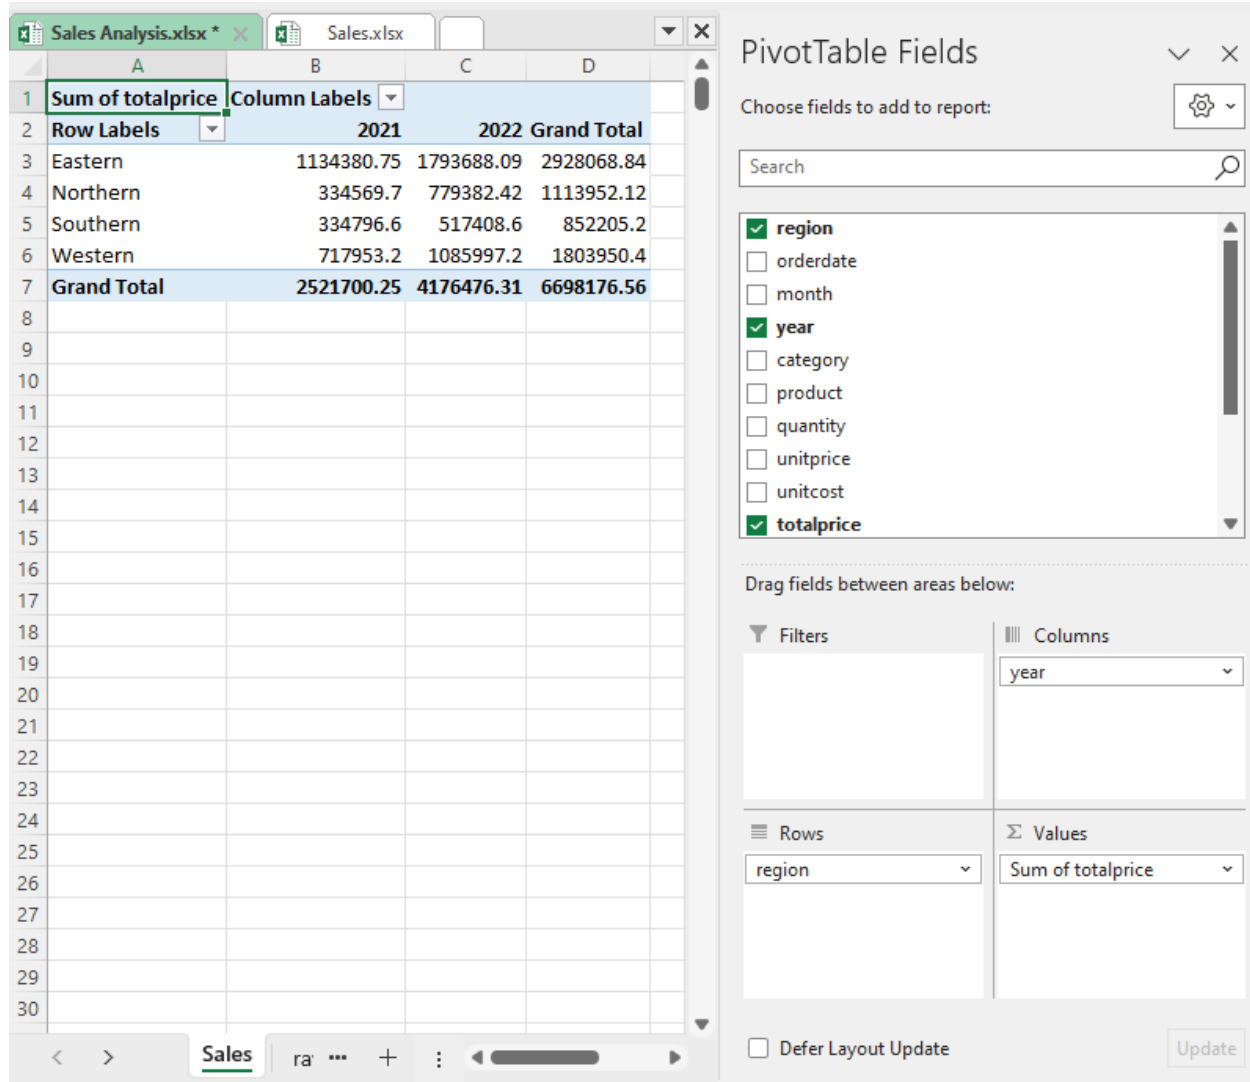 Sales Analysis.xlsx * Sales.xlsx
A B C D
1 Sum of totalprice Column Labels
2 Row Labels 2021 2022 Grand Total
3 Eastern 1134380.75 1793688.09 2928068.84
4 Northern 334569.7 779382.42 1113952.12
5 Southern 334796.6 517408.6 852205.2
6 Western 717953.2 1085997.2 1803950.4
7 Grand Total 2521700.25 4176476.31 6698176.56
8
9
10
11
12
13
14
15
16
17
18
19
20
21
22
23
24
25
26
27
28
29
30
Sales ra ...
PivotTable Fields
Choose fields to add to report:
Search
region
orderdate
month
year
category
product
quantity
unitprice
unitcost
totalprice
Drag fields between areas below:
Filters
Columns
year
Rows
region
Σ Values
Sum of totalprice
Defer Layout Update
Update